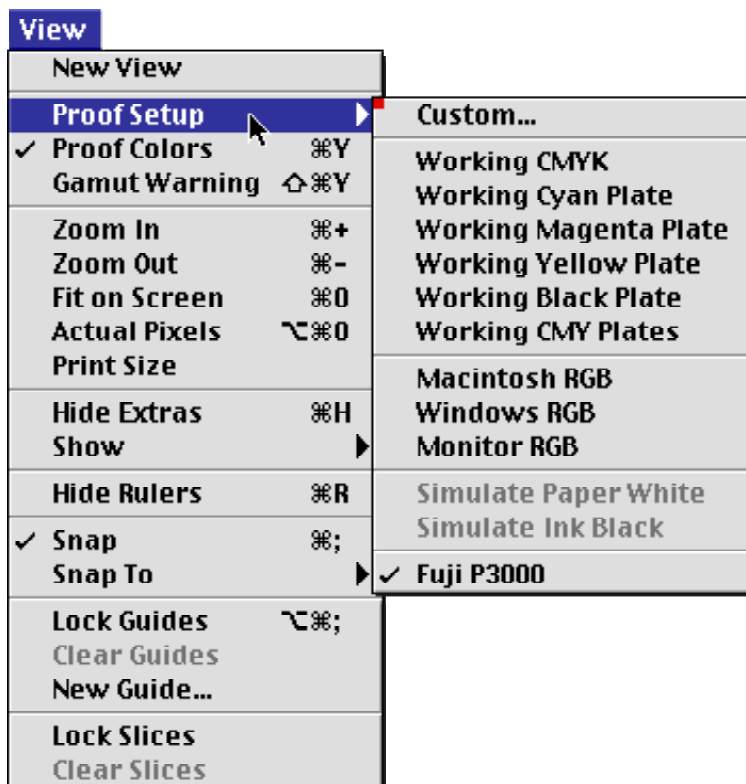 View
New View
Proof Setup
✓ Proof Colors ⌘Y
Gamut Warning ⇧⌘Y
Zoom In ⌘+
Zoom Out ⌘-
Fit on Screen ⌘0
Actual Pixels ⌥⌘0
Print Size
Hide Extras ⌘H
Show
Hide Rulers ⌘R
✓ Snap ⌘;
Snap To
Lock Guides ⌥⌘;
Clear Guides
New Guide...
Lock Slices
Clear Slices
Custom...
Working CMYK
Working Cyan Plate
Working Magenta Plate
Working Yellow Plate
Working Black Plate
Working CMY Plates
Macintosh RGB
Windows RGB
Monitor RGB
Simulate Paper White
Simulate Ink Black
✓ Fuji P3000